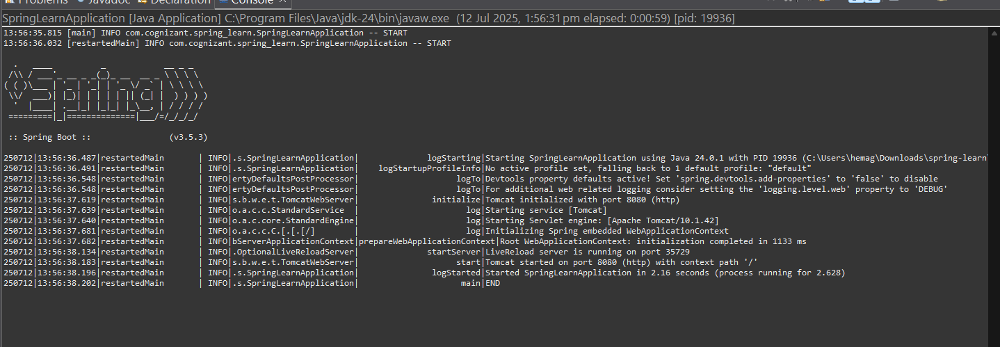 Problems Javadoc Declaration Console
SpringLearnApplication [Java Application] C:\Program Files\Java\jdk-24\bin\javaw.exe (12 Jul 2025, 1:56:31 pm elapsed: 0:00:59) [pid: 19936]
13:56:35.815 [main] INFO com.cognizant.spring_learn.SpringLearnApplication -- START
13:56:36.032 [restartedMain] INFO com.cognizant.spring_learn.SpringLearnApplication -- START
  .   ____          _            __ _ _
 /\\ / ___'_ __ _ _(_)_ __  __ _ \ \ \ \
( ( )\___ | '_ | '_| | '_ \/ _` | \ \ \ \
 \\/  ___)| |_)| | | | | || (_| |  ) ) ) )
  '  |____| .__|_| |_|_| |_\__, | / / / /
 =========|_|==============|___/=/_/_/_/
 :: Spring Boot ::                (v3.5.3)
250712|13:56:36.487|restartedMain       | INFO|.s.SpringLearnApplication|              logStarting|Starting SpringLearnApplication using Java 24.0.1 with PID 19936 (C:\Users\hemag\Downloads\spring-learn
250712|13:56:36.491|restartedMain       | INFO|.s.SpringLearnApplication|    logStartupProfileInfo|No active profile set, falling back to 1 default profile: "default"
250712|13:56:36.548|restartedMain       | INFO|ertyDefaultsPostProcessor|                    logTo|Devtools property defaults active! Set 'spring.devtools.add-properties' to 'false' to disable
250712|13:56:36.548|restartedMain       | INFO|ertyDefaultsPostProcessor|                    logTo|For additional web related logging consider setting the 'logging.level.web' property to 'DEBUG'
250712|13:56:37.619|restartedMain       | INFO|s.b.w.e.t.TomcatWebServer|               initialize|Tomcat initialized with port 8080 (http)
250712|13:56:37.639|restartedMain       | INFO|o.a.c.c.StandardService  |                      log|Starting service [Tomcat]
250712|13:56:37.640|restartedMain       | INFO|o.a.c.core.StandardEngine|                      log|Starting Servlet engine: [Apache Tomcat/10.1.42]
250712|13:56:37.681|restartedMain       | INFO|o.a.c.c.C.[.[.[/]        |                      log|Initializing Spring embedded WebApplicationContext
250712|13:56:37.682|restartedMain       | INFO|bServerApplicationContext|prepareWebApplicationContext|Root WebApplicationContext: initialization completed in 1133 ms
250712|13:56:38.134|restartedMain       | INFO|.OptionalLiveReloadServer|              startServer|LiveReload server is running on port 35729
250712|13:56:38.183|restartedMain       | INFO|s.b.w.e.t.TomcatWebServer|                    start|Tomcat started on port 8080 (http) with context path '/'
250712|13:56:38.196|restartedMain       | INFO|.s.SpringLearnApplication|               logStarted|Started SpringLearnApplication in 2.16 seconds (process running for 2.628)
250712|13:56:38.202|restartedMain       | INFO|.s.SpringLearnApplication|                     main|END